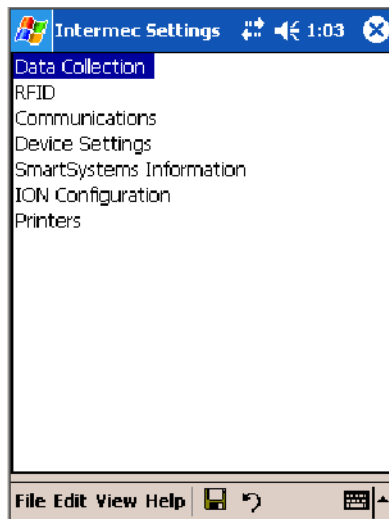 Intermec Settings 1:03
Data Collection
RFID
Communications
Device Settings
SmartSystems Information
ION Configuration
Printers
File Edit View Help